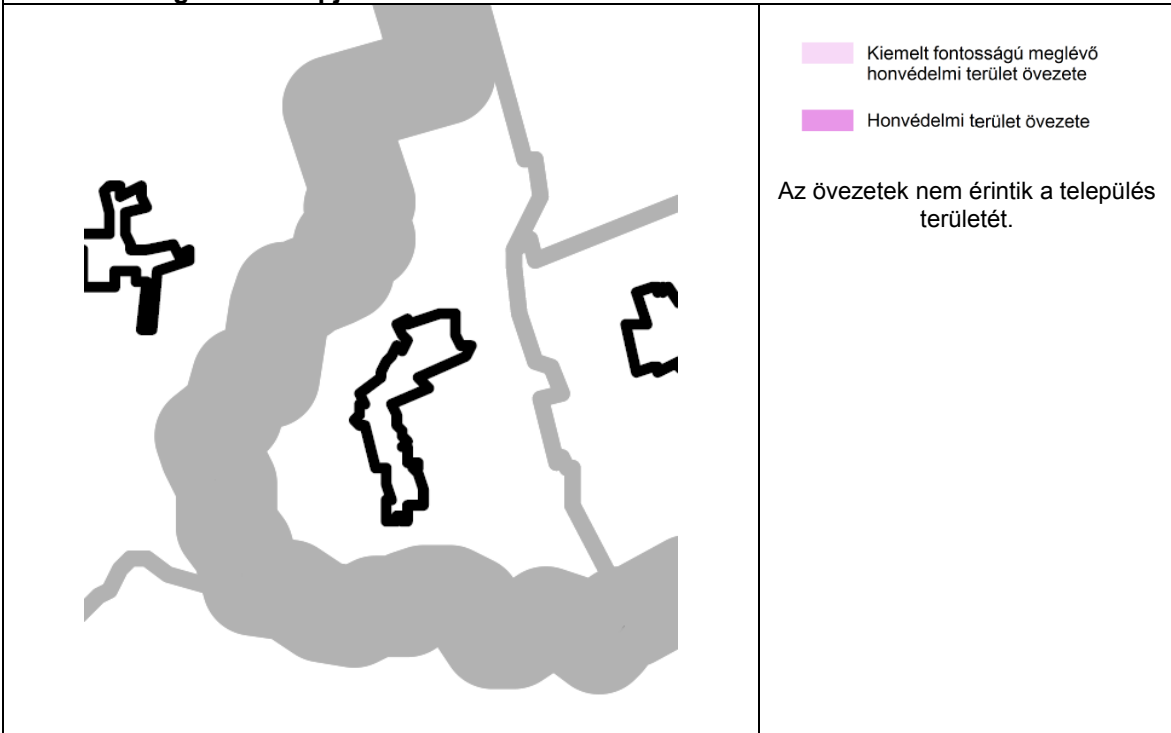 Kiemelt fontosságú meglévő
honvédelmi terület övezete
Honvédelmi terület övezete
Az övezetek nem érintik a település
területét.